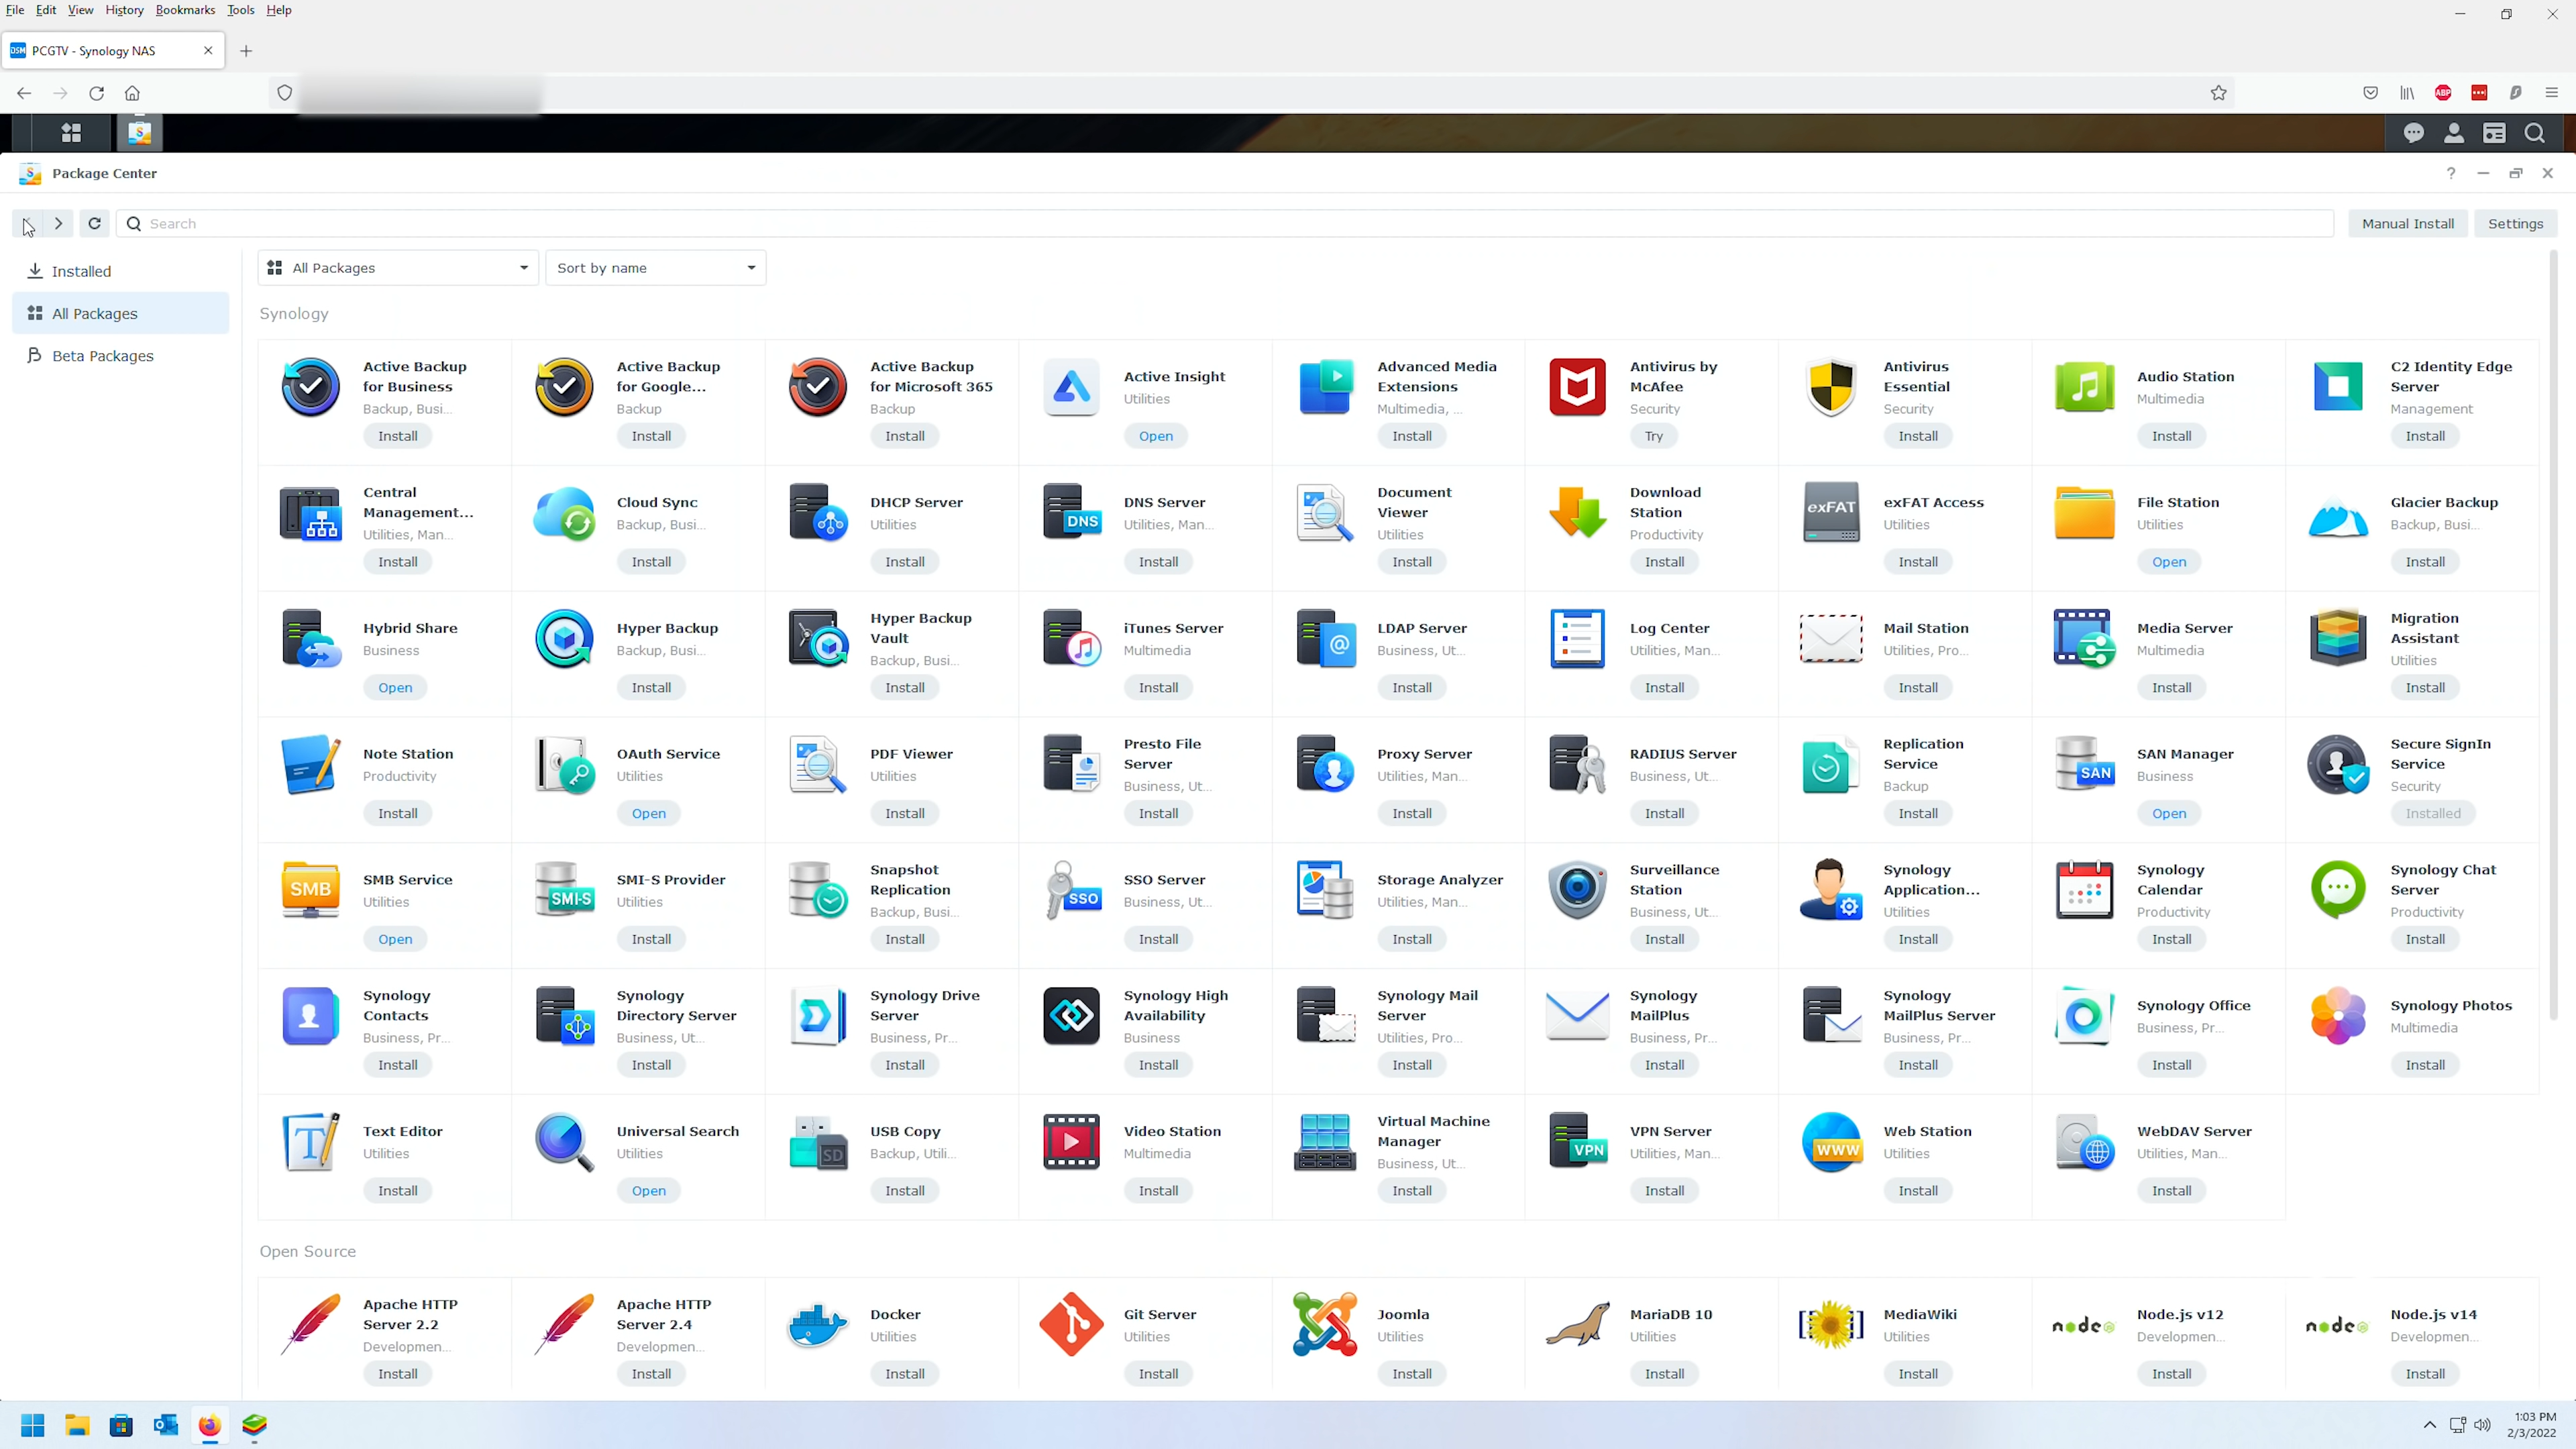 File Edit View History Bookmarks Tools Help
DSM PCGTV - Synology NAS
ABP
Package Center
Search
Manual Install Settings
Installed
All Packages
Beta Packages
All Packages Sort by name
Synology
Active Backup for Business
Backup, Busi...
Install
Active Backup for Google...
Backup
Install
Active Backup for Microsoft 365
Backup
Install
Active Insight
Utilities
Open
Advanced Media Extensions
Multimedia, ...
Install
Antivirus by McAfee
Security
Try
Antivirus Essential
Security
Install
Audio Station
Multimedia
Install
C2 Identity Edge Server
Management
Install
Central Management...
Utilities, Man...
Install
Cloud Sync
Backup, Busi...
Install
DHCP Server
Utilities
Install
DNS
DNS Server
Utilities, Man...
Install
Document Viewer
Utilities
Install
Download Station
Productivity
Install
exFAT
exFAT Access
Utilities
Install
File Station
Utilities
Open
Glacier Backup
Backup, Busi...
Install
Hybrid Share
Business
Open
Hyper Backup
Backup, Busi...
Install
Hyper Backup Vault
Backup, Busi...
Install
iTunes Server
Multimedia
Install
LDAP Server
Business, Ut...
Install
Log Center
Utilities, Man...
Install
Mail Station
Utilities, Pro...
Install
Media Server
Multimedia
Install
Migration Assistant
Utilities
Install
Note Station
Productivity
Install
OAuth Service
Utilities
Open
PDF Viewer
Utilities
Install
Presto File Server
Business, Ut...
Install
Proxy Server
Utilities, Man...
Install
RADIUS Server
Business, Ut...
Install
Replication Service
Backup
Install
SAN
SAN Manager
Business
Open
Secure SignIn Service
Security
Installed
SMB
SMB Service
Utilities
Open
SMI-S
SMI-S Provider
Utilities
Install
Snapshot Replication
Backup, Busi...
Install
SSO
SSO Server
Business, Ut...
Install
Storage Analyzer
Utilities, Man...
Install
Surveillance Station
Business, Ut...
Install
Synology Application...
Utilities
Install
Synology Calendar
Productivity
Install
Synology Chat Server
Productivity
Install
Synology Contacts
Business, Pr...
Install
Synology Directory Server
Business, Ut...
Install
Synology Drive Server
Business, Pr...
Install
Synology High Availability
Business
Install
Synology Mail Server
Utilities, Pro...
Install
Synology MailPlus
Business, Pr...
Install
Synology MailPlus Server
Business, Pr...
Install
Synology Office
Business, Pr...
Install
Synology Photos
Multimedia
Install
Text Editor
Utilities
Install
Universal Search
Utilities
Open
SD
USB Copy
Backup, Utili...
Install
Video Station
Multimedia
Install
Virtual Machine Manager
Business, Ut...
Install
VPN
VPN Server
Utilities, Man...
Install
WWW
Web Station
Utilities
Install
WebDAV Server
Utilities, Man...
Install
Open Source
Apache HTTP Server 2.2
Developmen...
Install
Apache HTTP Server 2.4
Developmen...
Install
Docker
Utilities
Install
Git Server
Utilities
Install
Joomla
Utilities
Install
MariaDB 10
Utilities
Install
MediaWiki
Utilities
Install
node
Node.js v12
Developmen...
Install
node
Node.js v14
Developmen...
Install
1:03 PM
2/3/2022